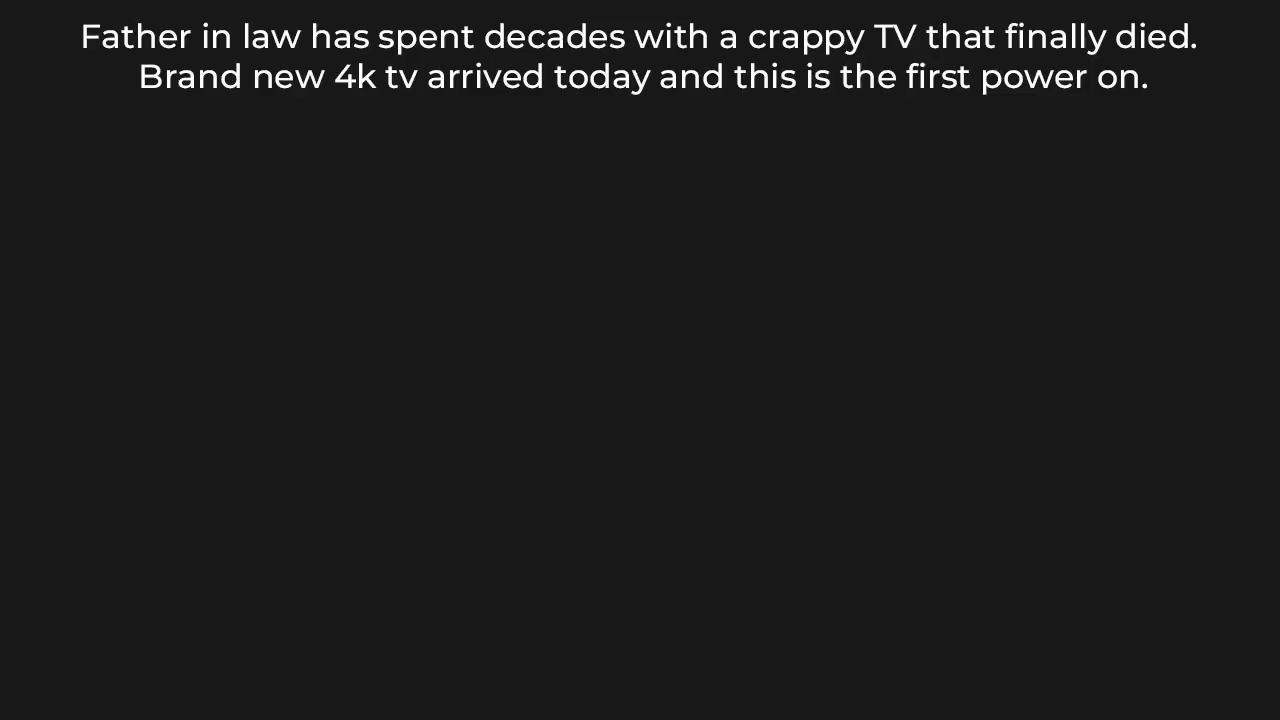 Father in law has spent decades with a crappy TV that finally died.
Brand new 4k tv arrived today and this is the first power on.